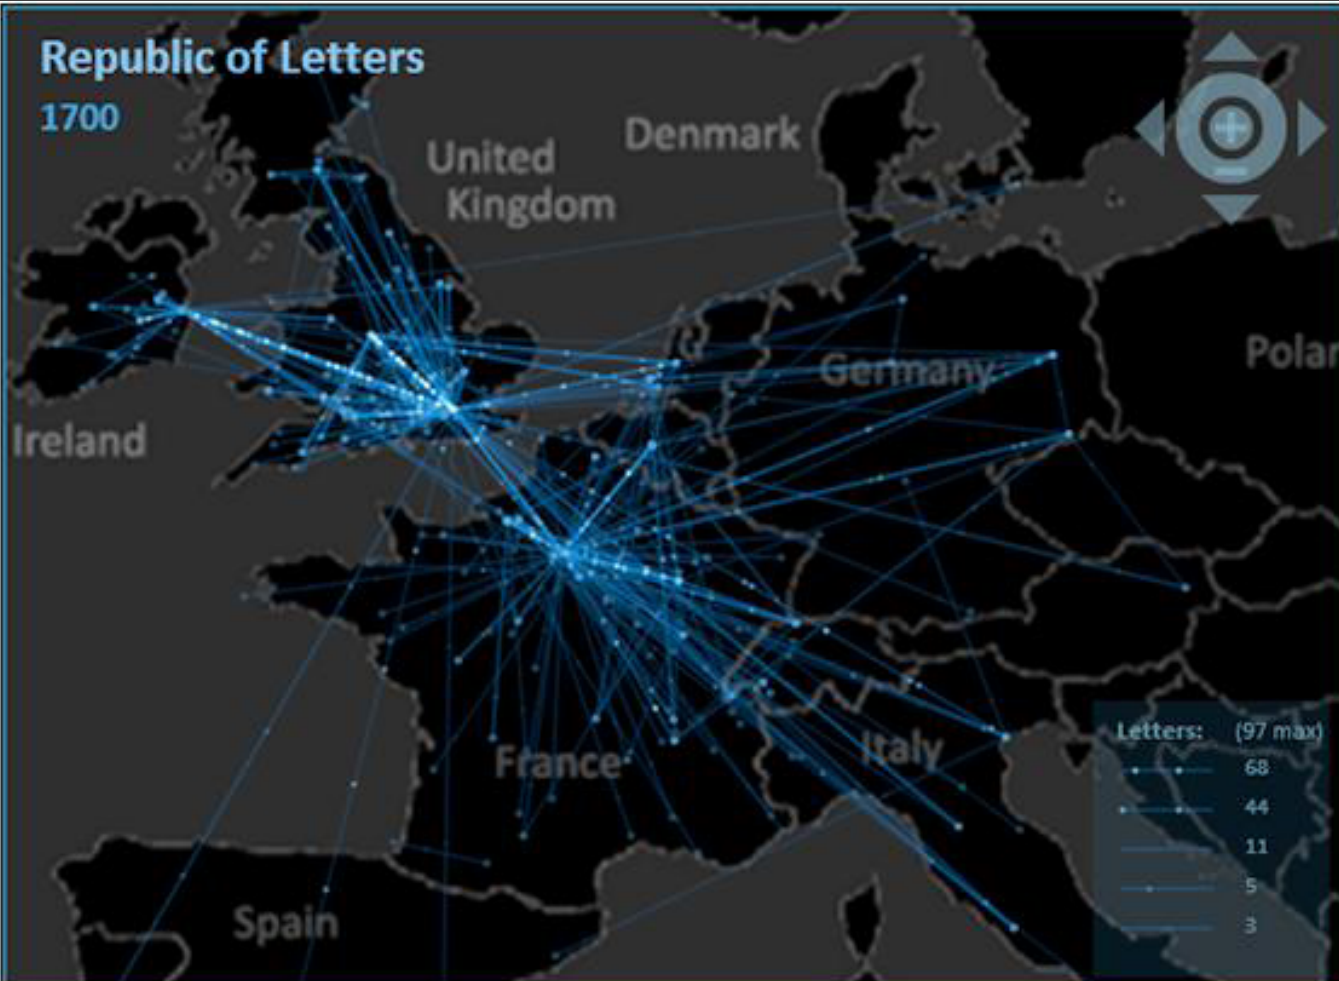 Republic of Letters
1700
United
Kingdom
Denmark
Germany
Polar
Ireland
France
Italy
Spain
Letters: (97 max)
68
44
11
5
3